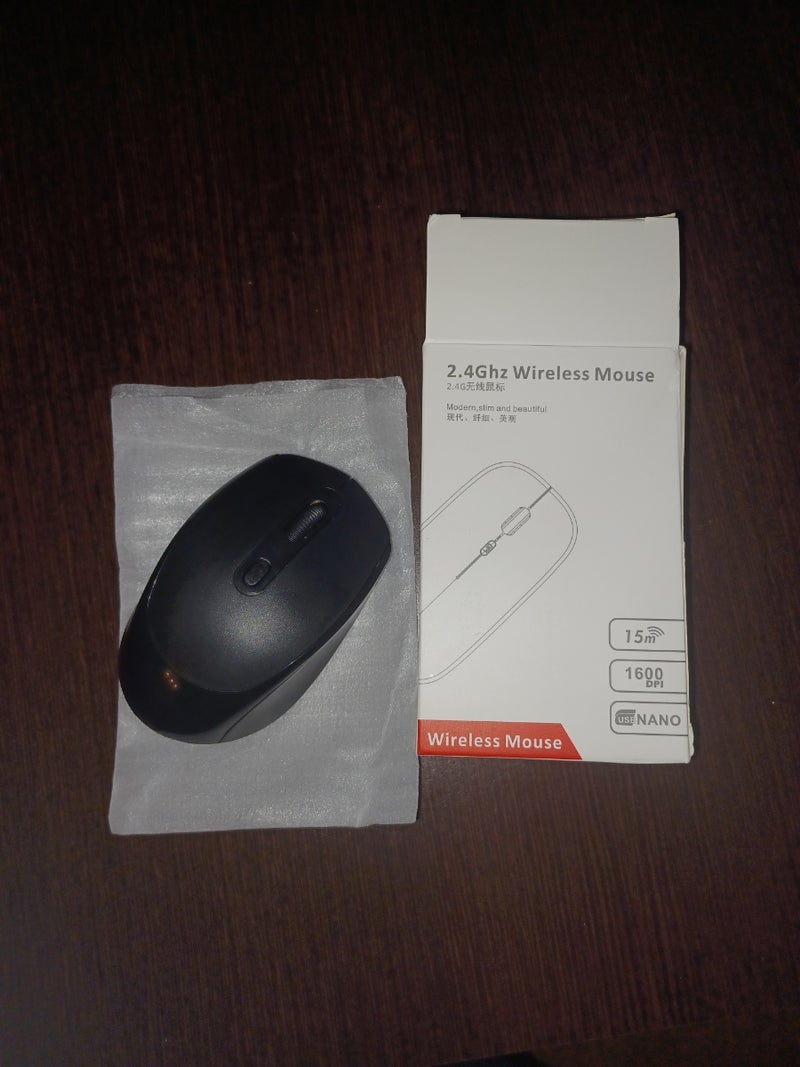 2.4Ghz Wireless Mouse
2.4G无线鼠标
Modern,slim and beautiful
现代、纤细、美丽
15m
1600
DPI
USB NANO
Wireless Mouse